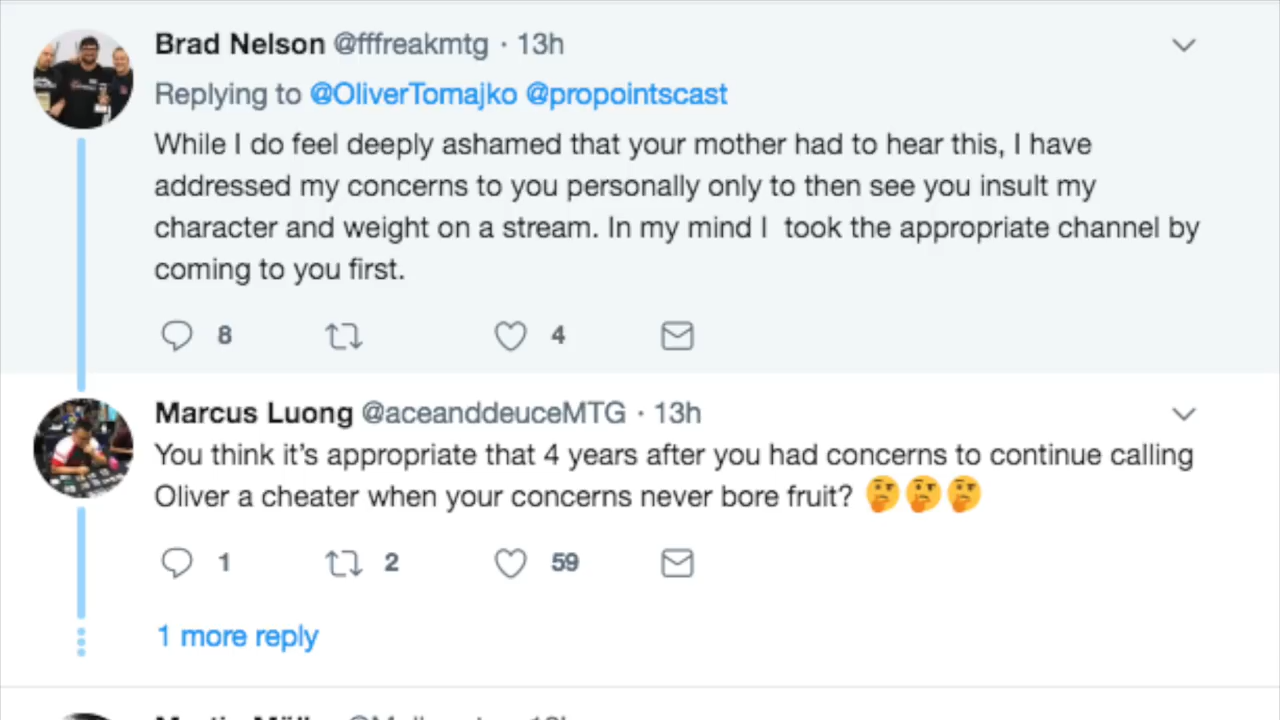 Brad Nelson @fffreakmtg · 13h
Replying to @OliverTomajko @propointscast
While I do feel deeply ashamed that your mother had to hear this, I have
addressed my concerns to you personally only to then see you insult my
character and weight on a stream. In my mind I  took the appropriate channel by
coming to you first.
8
4
Marcus Luong @aceanddeuceMTG · 13h
You think it's appropriate that 4 years after you had concerns to continue calling
Oliver a cheater when your concerns never bore fruit? 🤔🤔🤔
1
2
59
1 more reply